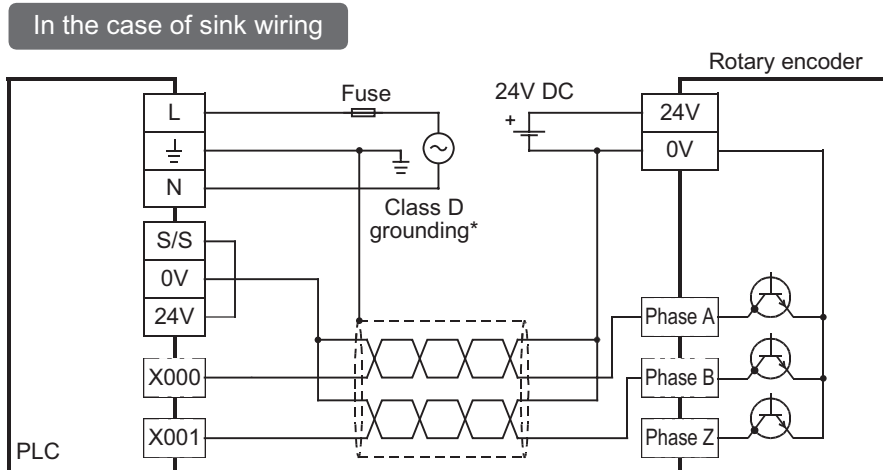 In the case of sink wiring
Rotary encoder
Fuse
24V DC
L
+
24V
0V
N
Class D
grounding*
S/S
0V
24V
Phase A
X000
Phase B
X001
Phase Z
PLC